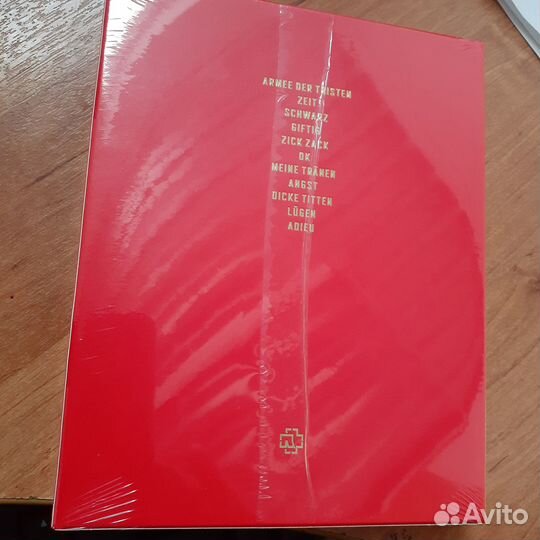 ARMEE DER TRISTEN
ZEIT
SCHWARZ
GIFTIG
ZICK ZACK
OK
MEINE TRÄNEN
ANGST
DICKE TITTEN
LÜGEN
ADIEU
Avito